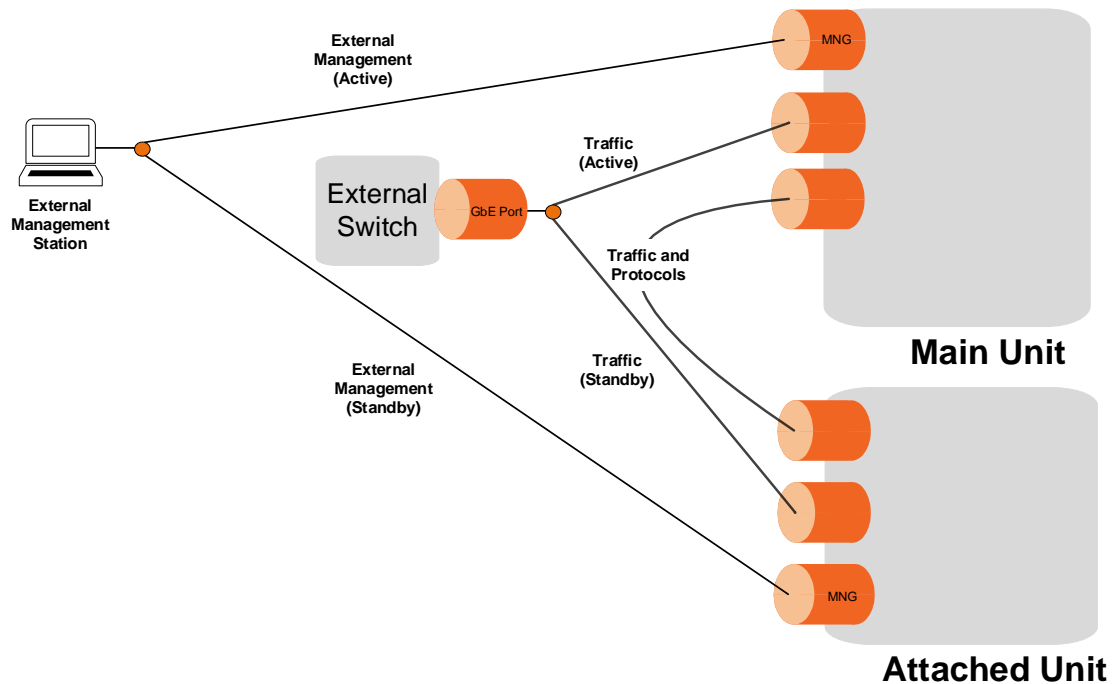 External
Management
(Active)
MNG
External
Management
Station
External
Switch
GbE Port
Traffic
(Active)
Traffic and
Protocols
Main Unit
External
Management
(Standby)
Traffic
(Standby)
MNG
Attached Unit